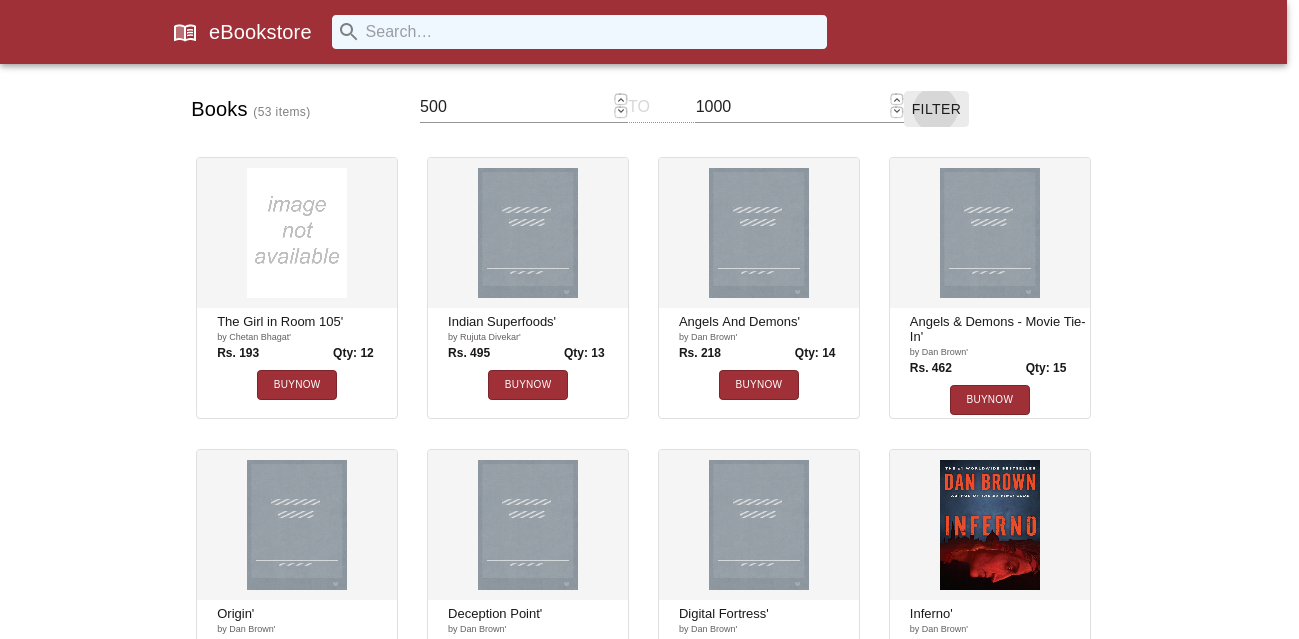 eBookstore
Search…
Books (53 items)
500
TO
1000
FILTER
image
not
available
The Girl in Room 105'
by Chetan Bhagat'
Rs. 193 Qty: 12
BUYNOW
Indian Superfoods'
by Rujuta Divekar'
Rs. 495 Qty: 13
BUYNOW
Angels And Demons'
by Dan Brown'
Rs. 218 Qty: 14
BUYNOW
Angels & Demons - Movie Tie-
In'
by Dan Brown'
Rs. 462 Qty: 15
BUYNOW
Origin'
by Dan Brown'
Deception Point'
by Dan Brown'
Digital Fortress'
by Dan Brown'
THE #1 WORLDWIDE BESTSELLER
DAN BROWN
INFERNO
Inferno'
by Dan Brown'